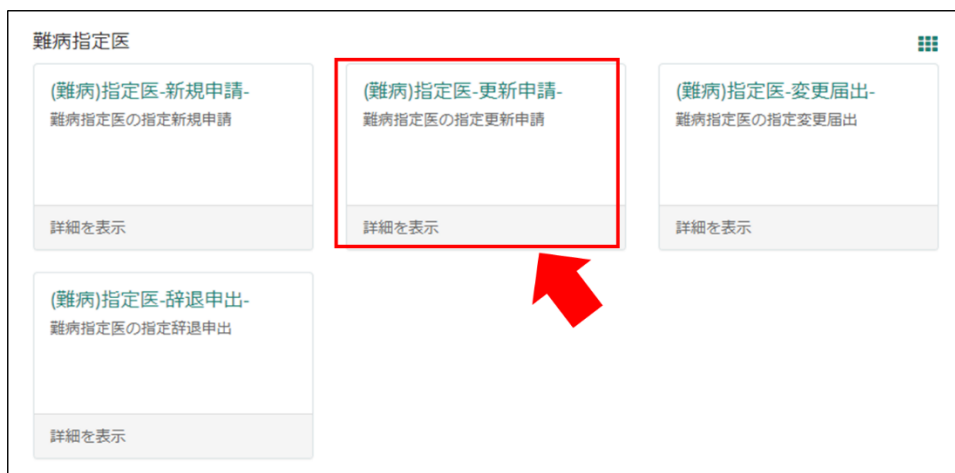 難病指定医
(難病)指定医-新規申請-
難病指定医の指定新規申請
詳細を表示
(難病)指定医-更新申請-
難病指定医の指定更新申請
詳細を表示
(難病)指定医-変更届出-
難病指定医の指定変更届出
詳細を表示
(難病)指定医-辞退申出-
難病指定医の指定辞退申出
詳細を表示